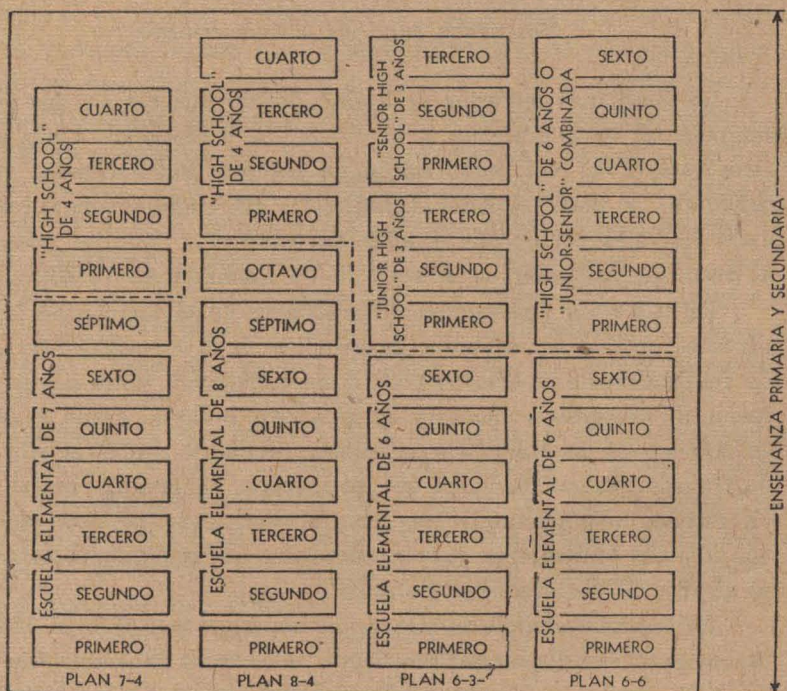 CUARTO
TERCERO
SEGUNDO
PRIMERO
"HIGH SCHOOL"
DE 4 AÑOS
SÉPTIMO
SEXTO
QUINTO
CUARTO
TERCERO
SEGUNDO
PRIMERO
ESCUELA ELEMENTAL DE 7 AÑOS
PLAN 7-4
CUARTO
TERCERO
SEGUNDO
PRIMERO
"HIGH SCHOOL"
DE 4 AÑOS
OCTAVO
SÉPTIMO
SEXTO
QUINTO
CUARTO
TERCERO
SEGUNDO
PRIMERO
ESCUELA ELEMENTAL DE 8 AÑOS
PLAN 8-4
TERCERO
SEGUNDO
PRIMERO
"SENIOR HIGH
SCHOOL" DE 3 AÑOS
TERCERO
SEGUNDO
PRIMERO
"JUNIOR HIGH
SCHOOL" DE 3 AÑOS
SEXTO
QUINTO
CUARTO
TERCERO
SEGUNDO
PRIMERO
ESCUELA ELEMENTAL DE 6 AÑOS
PLAN 6-3-
SEXTO
QUINTO
CUARTO
TERCERO
SEGUNDO
PRIMERO
"HIGH SCHOOL" DE 6 AÑOS O
"JUNIOR-SENIOR" COMBINADA
SEXTO
QUINTO
CUARTO
TERCERO
SEGUNDO
PRIMERO
ESCUELA ELEMENTAL DE 6 AÑOS
PLAN 6-6
ENSENANZA PRIMARIA Y SECUNDARIA